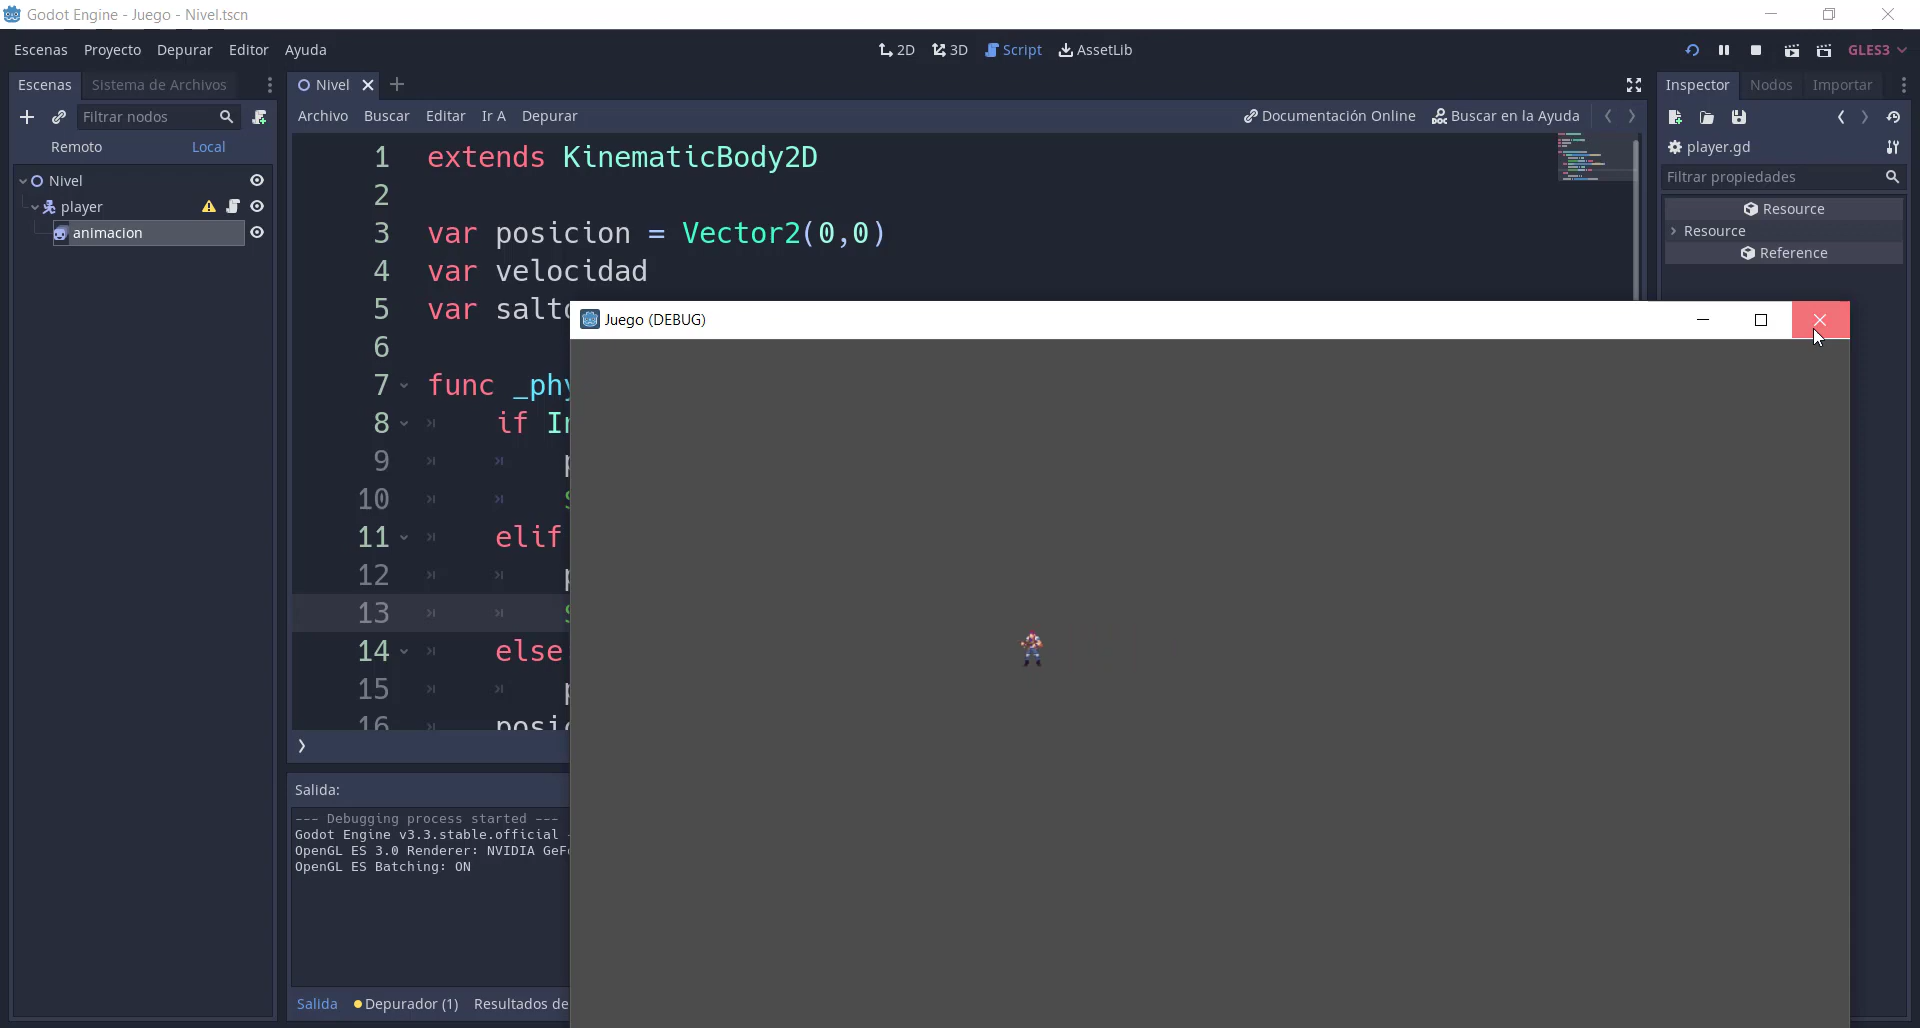 Godot Engine - Juego - Nivel.tscn
Escenas Proyecto Depurar Editor Ayuda
2D 3D Script AssetLib
GLES3
Escenas Sistema de Archivos
Filtrar nodos
Remoto Local
Nivel
player
animacion
Nivel
Archivo Buscar Editar Ir A Depurar
Documentación Online Buscar en la Ayuda
1 extends KinematicBody2D
2
3 var posicion = Vector2(0,0)
4 var velocidad
5 var salto
6
7 func _phy
8 if In
9 p
10 $
11 elif
12 p
13 $
14 else
15 p
16 posic
Juego (DEBUG)
Salida:
--- Debugging process started ---
Godot Engine v3.3.stable.official -
OpenGL ES 3.0 Renderer: NVIDIA GeFo
OpenGL ES Batching: ON
Salida Depurador (1) Resultados de
Inspector Nodos Importar
player.gd
Filtrar propiedades
Resource
Resource
Reference